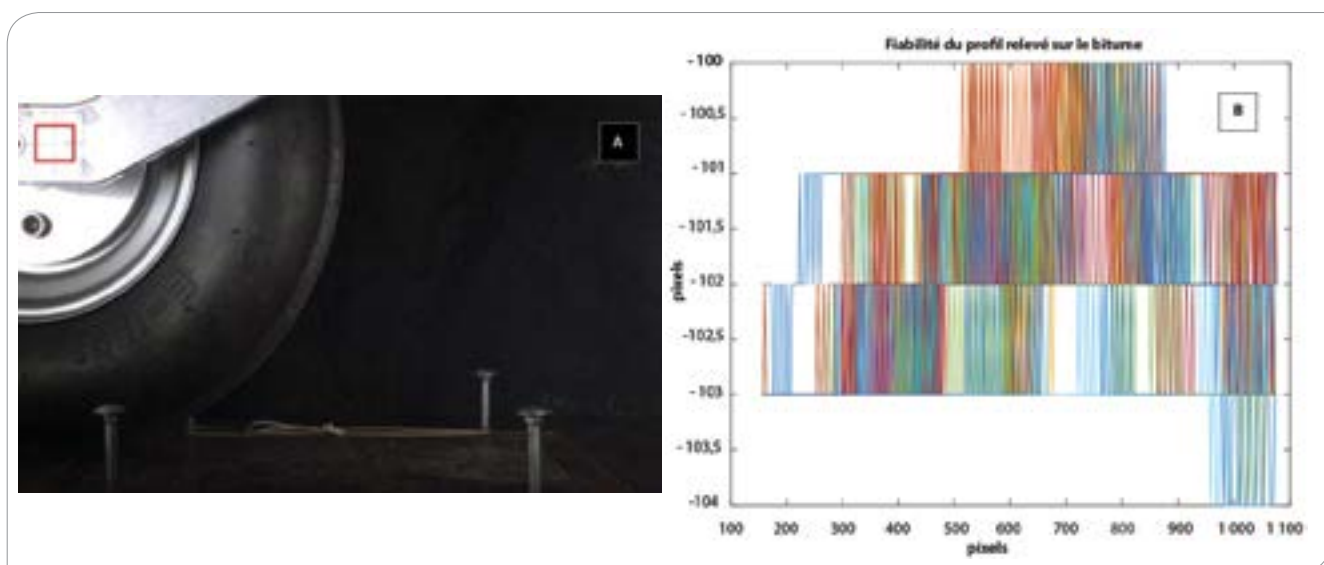 A
Fiabilité du profil relevé sur le bitume
B
pixels
-100
-100,5
-101
-101,5
-102
-102,5
-103
-103,5
-104
100 200 300 400 500 600 700 800 900 1 000 1 100
pixels